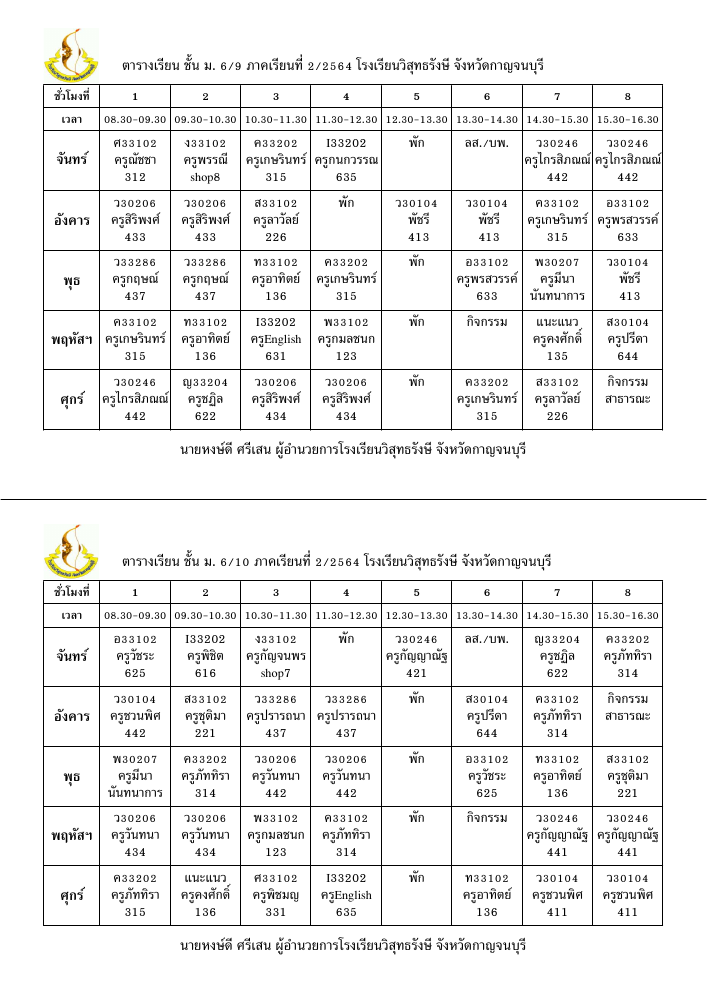 ตารางเรียน ชั้น ม. 6/9 ภาคเรียนที่ 2/2564 โรงเรียนวิสุทธรังษี จังหวัดกาญจนบุรี
ชั่วโมงที่ 1 2 3 4 5 6 7 8
เวลา 08.30-09.30 09.30-10.30 10.30-11.30 11.30-12.30 12.30-13.30 13.30-14.30 14.30-15.30 15.30-16.30
ศ33102 ง33102 ค33202 I33202 พัก ลส./บพ. ว30246 ว30246
จันทร์ ครูณัชชา ครูพรรณี ครูเกษรินทร์ ครูกนกวรรณ ครูไกรสิภณณ์ ครูไกรสิภณณ์
312 shop8 315 635 442 442
ว30206 ว30206 ส33102 พัก ว30104 ว30104 ค33102 อ33102
อังคาร ครูสิริพงศ์ ครูสิริพงศ์ ครูลาวัลย์ พัชรี พัชรี ครูเกษรินทร์ ครูพรสวรรค์
433 433 226 413 413 315 633
ว33286 ว33286 ท33102 ค33202 พัก อ33102 พ30207 ว30104
พุธ ครูกฤษณ์ ครูกฤษณ์ ครูอาทิตย์ ครูเกษรินทร์ ครูพรสวรรค์ ครูมีนา พัชรี
437 437 136 315 633 นันทนาการ 413
ค33102 ท33102 I33202 พ33102 พัก กิจกรรม แนะแนว ส30104
พฤหัสฯ ครูเกษรินทร์ ครูอาทิตย์ ครูEnglish ครูกมลชนก ครูคงศักดิ์ ครูปรีดา
315 136 631 123 135 644
ว30246 ญ33204 ว30206 ว30206 พัก ค33202 ส33102 กิจกรรม
ศุกร์ ครูไกรสิภณณ์ ครูชฎิล ครูสิริพงศ์ ครูสิริพงศ์ ครูเกษรินทร์ ครูลาวัลย์ สาธารณะ
442 622 434 434 315 226
นายหงษ์ดี ศรีเสน ผู้อำนวยการโรงเรียนวิสุทธรังษี จังหวัดกาญจนบุรี
ตารางเรียน ชั้น ม. 6/10 ภาคเรียนที่ 2/2564 โรงเรียนวิสุทธรังษี จังหวัดกาญจนบุรี
ชั่วโมงที่ 1 2 3 4 5 6 7 8
เวลา 08.30-09.30 09.30-10.30 10.30-11.30 11.30-12.30 12.30-13.30 13.30-14.30 14.30-15.30 15.30-16.30
อ33102 I33202 ง33102 พัก ว30246 ลส./บพ. ญ33204 ค33202
จันทร์ ครูวัชระ ครูพิชิต ครูกัญจนพร ครูกัญญาณัฐ ครูชฎิล ครูภัททิรา
625 616 shop7 421 622 314
ว30104 ส33102 ว33286 ว33286 พัก ส30104 ค33102 กิจกรรม
อังคาร ครูชวนพิศ ครูชุติมา ครูปรารถนา ครูปรารถนา ครูปรีดา ครูภัททิรา สาธารณะ
442 221 437 437 644 314
พ30207 ค33202 ว30206 ว30206 พัก อ33102 ท33102 ส33102
พุธ ครูมีนา ครูภัททิรา ครูวันทนา ครูวันทนา ครูวัชระ ครูอาทิตย์ ครูชุติมา
นันทนาการ 314 442 442 625 136 221
ว30206 ว30206 พ33102 ค33102 พัก กิจกรรม ว30246 ว30246
พฤหัสฯ ครูวันทนา ครูวันทนา ครูกมลชนก ครูภัททิรา ครูกัญญาณัฐ ครูกัญญาณัฐ
434 434 123 314 441 441
ค33202 แนะแนว ศ33102 I33202 พัก ท33102 ว30104 ว30104
ศุกร์ ครูภัททิรา ครูคงศักดิ์ ครูพิชมญ ครูEnglish ครูอาทิตย์ ครูชวนพิศ ครูชวนพิศ
315 136 331 635 136 411 411
นายหงษ์ดี ศรีเสน ผู้อำนวยการโรงเรียนวิสุทธรังษี จังหวัดกาญจนบุรี